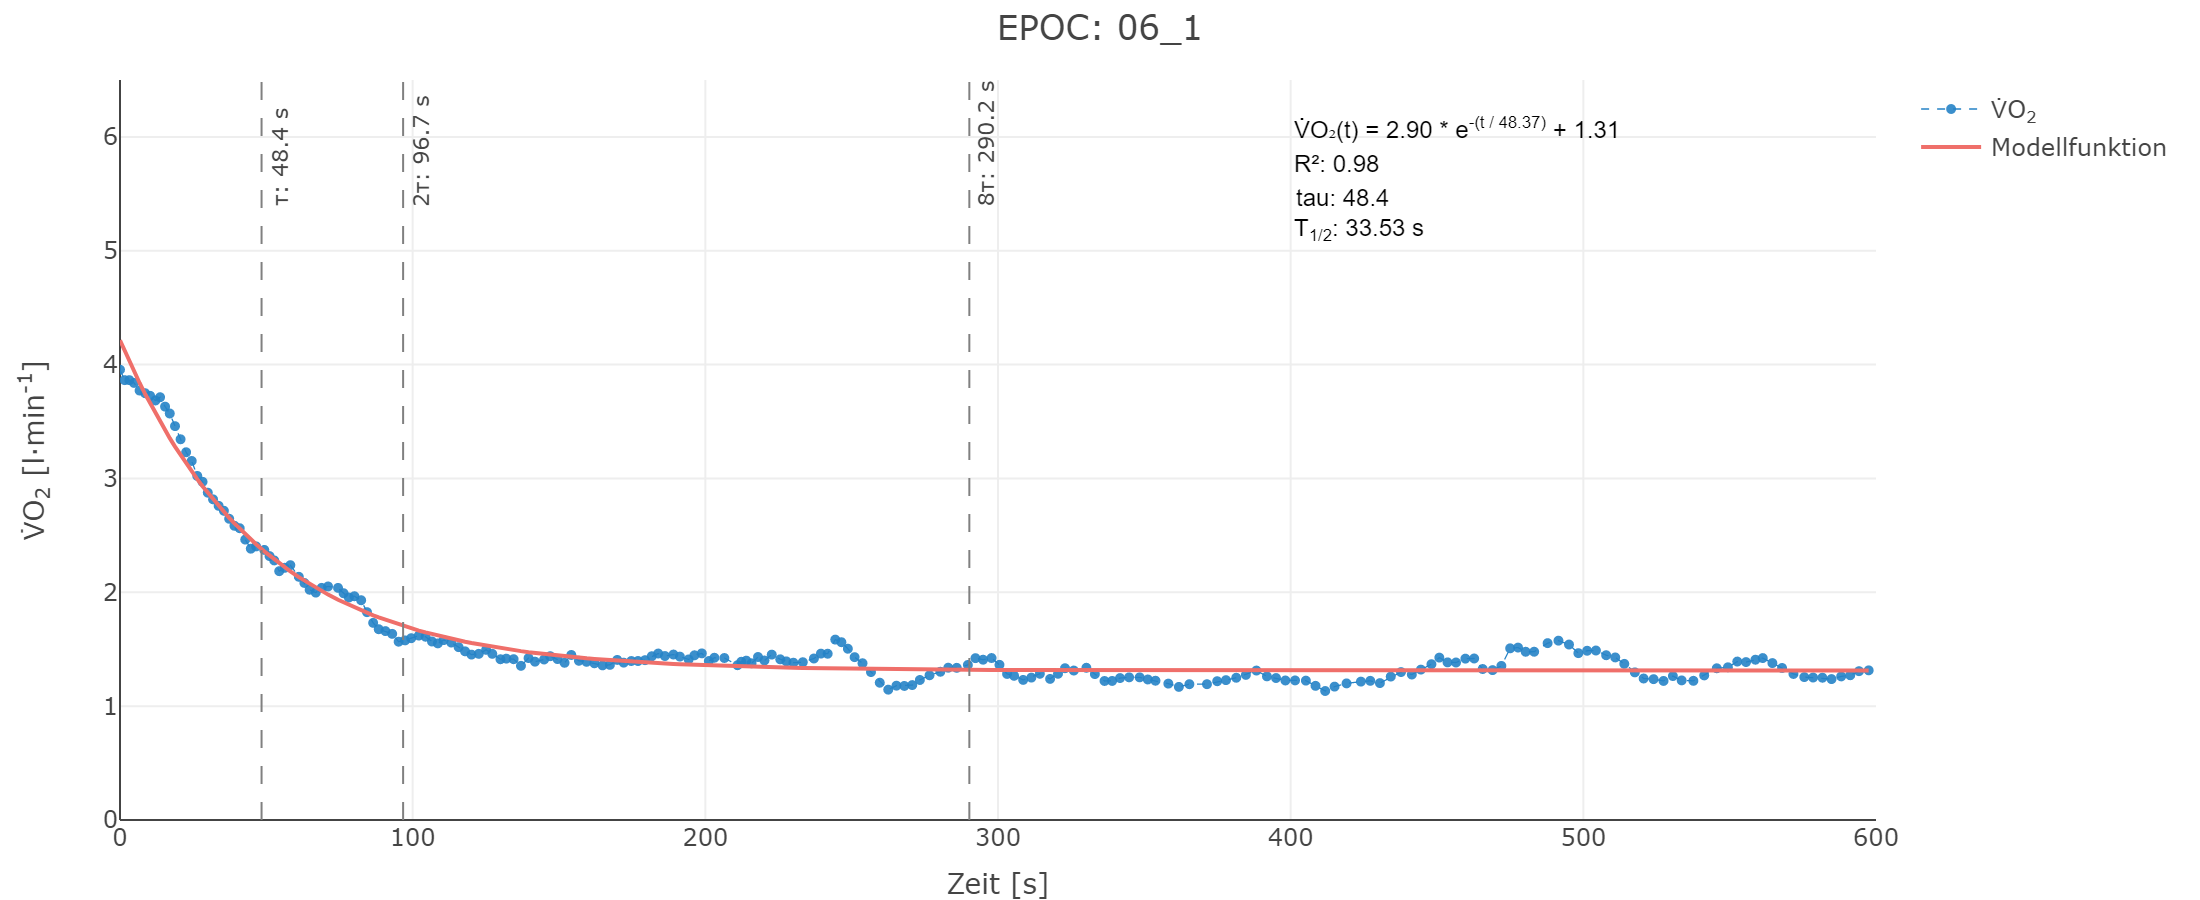 EPOC: 06_1
V̇O₂
Modellfunktion
V̇O₂(t) = 2.90 * e⁻⁽ᵗ ᐟ ⁴⁸·³⁷⁾ + 1.31
R²: 0.98
tau: 48.4
T₁/₂: 33.53 s
τ: 48.4 s
2τ: 96.7 s
8τ: 290.2 s
V̇O₂ [l·min⁻¹]
6
5
4
3
2
1
0
0 100 200 300 400 500 600
Zeit [s]